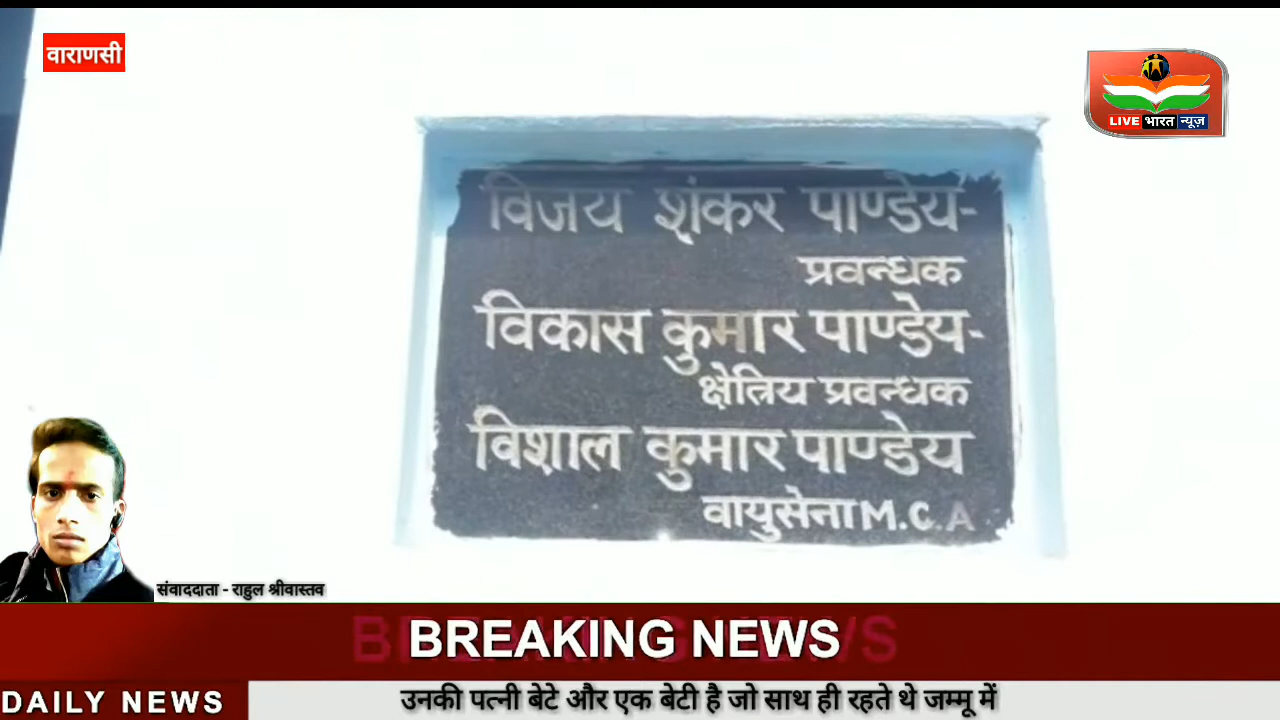 वाराणसी
LIVE भारत न्यूज़
विजय शंकर पाण्डेय-
प्रवन्धक
विकास कुमार पाण्डेय-
क्षेत्रिय प्रवन्धक
विशाल कुमार पाण्डेय
वायुसेना M.C.A
संवाददाता - राहुल श्रीवास्तव
BREAKING NEWS
DAILY NEWS
उनकी पत्नी बेटे और एक बेटी है जो साथ ही रहते थे जम्मू में